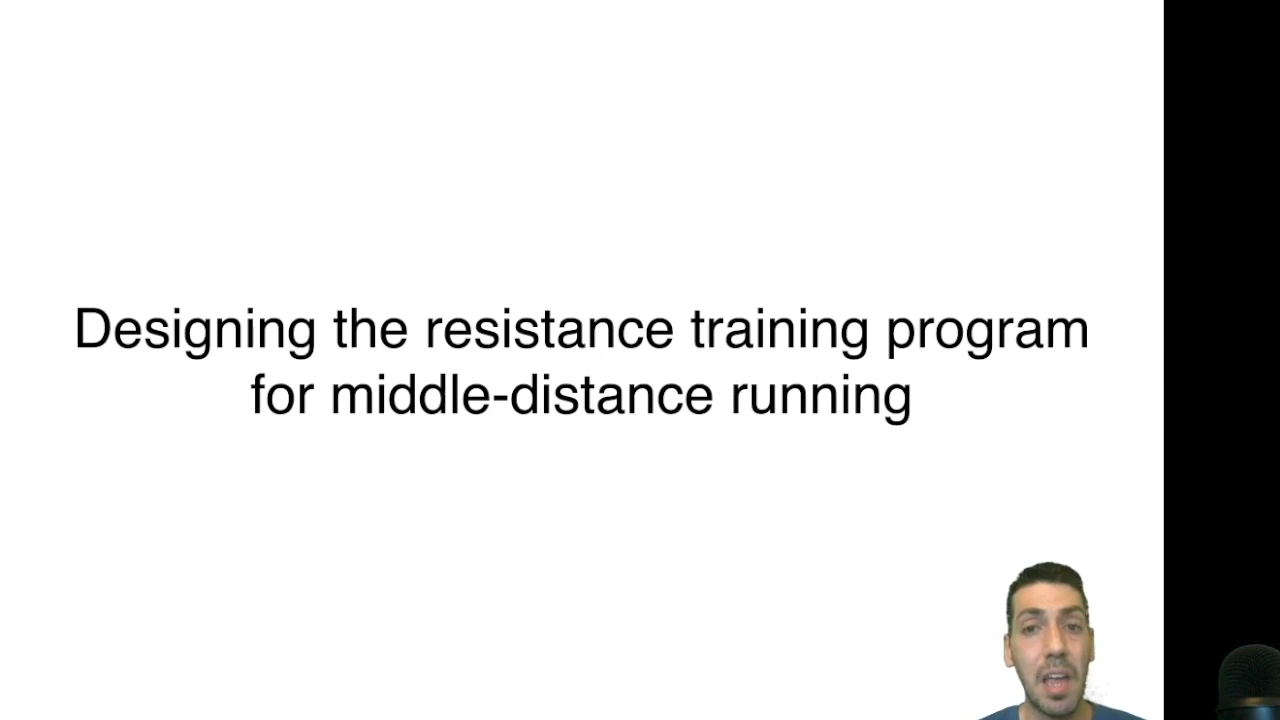 Designing the resistance training program
for middle-distance running